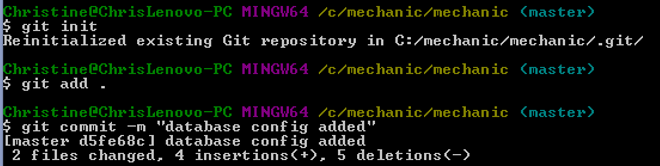 Christine@ChrisLenovo-PC MINGW64 /c/mechanic/mechanic (master)
$ git init
Reinitialized existing Git repository in C:/mechanic/mechanic/.git/
Christine@ChrisLenovo-PC MINGW64 /c/mechanic/mechanic (master)
$ git add .
Christine@ChrisLenovo-PC MINGW64 /c/mechanic/mechanic (master)
$ git commit -m "database config added"
[master d5fe68c] database config added
 2 files changed, 4 insertions(+), 5 deletions(-)